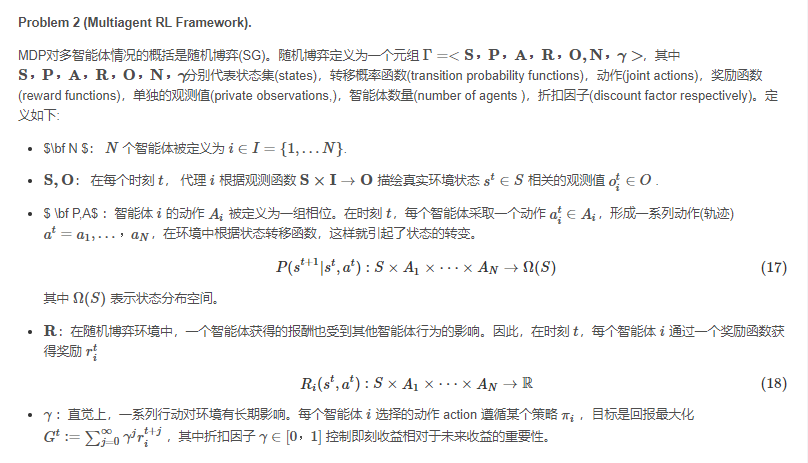 Problem 2 (Multiagent RL Framework).
MDP对多智能体情况的概括是随机博弈(SG)。随机博弈定义为一个元组 Γ =< S，P，A，R，O,N，γ >，其中
S，P，A，R，O，N，γ分别代表状态集(states)，转移概率函数(transition probability functions)，动作(joint actions)，奖励函数
(reward functions)，单独的观测值(private observations,)，智能体数量(number of agents )，折扣因子(discount factor respectively)。定
义如下:
• $\bf N $： N 个智能体被定义为 i ∈ I = {1, . . . N}.
• S, O： 在每个时刻 t， 代理 i 根据观测函数 S × I → O 描绘真实环境状态 s^t ∈ S 相关的观测值 o_i^t ∈ O .
• $ \bf P,A$：智能体 i 的动作 A_i 被定义为一组相位。在时刻 t，每个智能体采取一个动作 a_i^t ∈ A_i，形成一系列动作(轨迹)
a^t = a_1, . . . ，a_N，在环境中根据状态转移函数，这样就引起了状态的转变。
P(s^{t+1}|s^t, a^t) : S × A_1 × ··· × A_N → Ω(S) (17)
其中 Ω(S) 表示状态分布空间。
• R：在随机博弈环境中，一个智能体获得的报酬也受到其他智能体行为的影响。因此，在时刻 t，每个智能体 i 通过一个奖励函数获
得奖励 r_i^t
R_i(s^t, a^t) : S × A_1 × ··· × A_N → ℝ (18)
• γ：直觉上，一系列行动对环境有长期影响。每个智能体 i 选择的动作 action 遵循某个策略 π_i ，目标是回报最大化
G^t := ∑_{j=0}^∞ γ^j r_i^{t+j} ，其中折扣因子 γ ∈ [0，1] 控制即刻收益相对于未来收益的重要性。